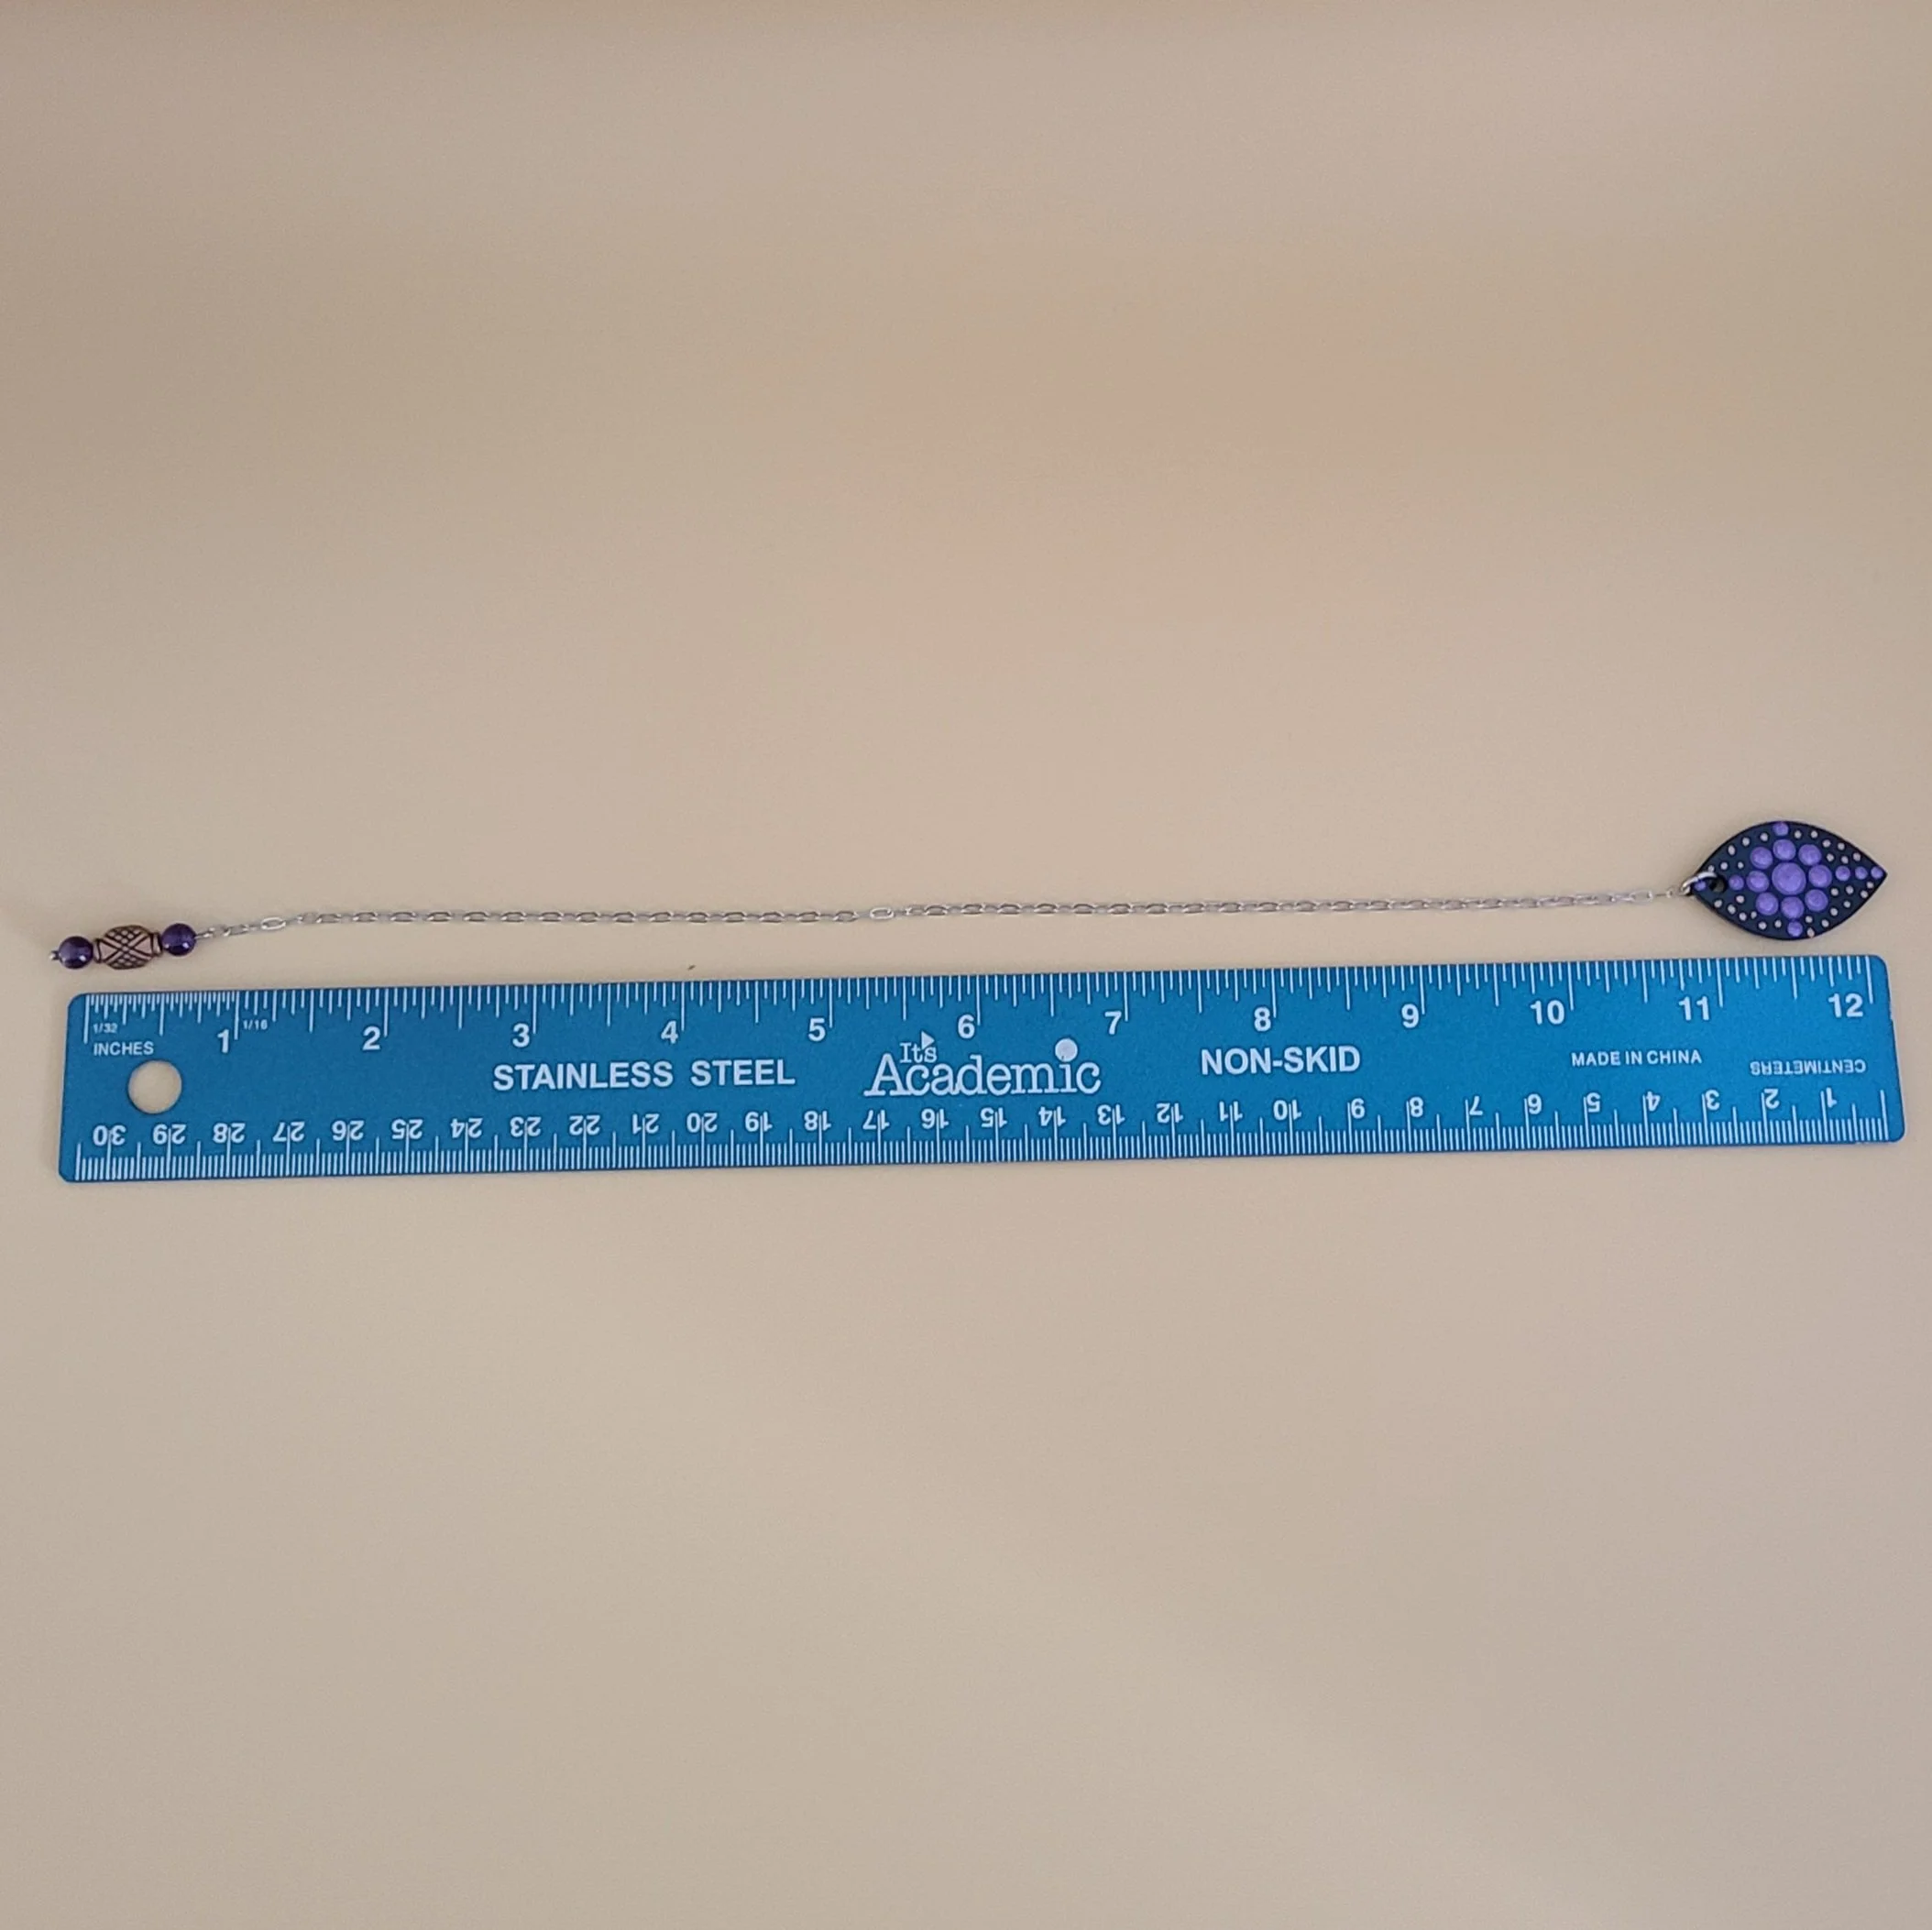 1/32 1/16
INCHES
1 2 3 4 5 6 7 8 9 10 11 12
STAINLESS STEEL
It's
Academic
NON-SKID
MADE IN CHINA
CENTIMETERS
30 29 28 27 26 25 24 23 22 21 20 19 18 17 16 15 14 13 12 11 10 9 8 7 6 5 4 3 2 1